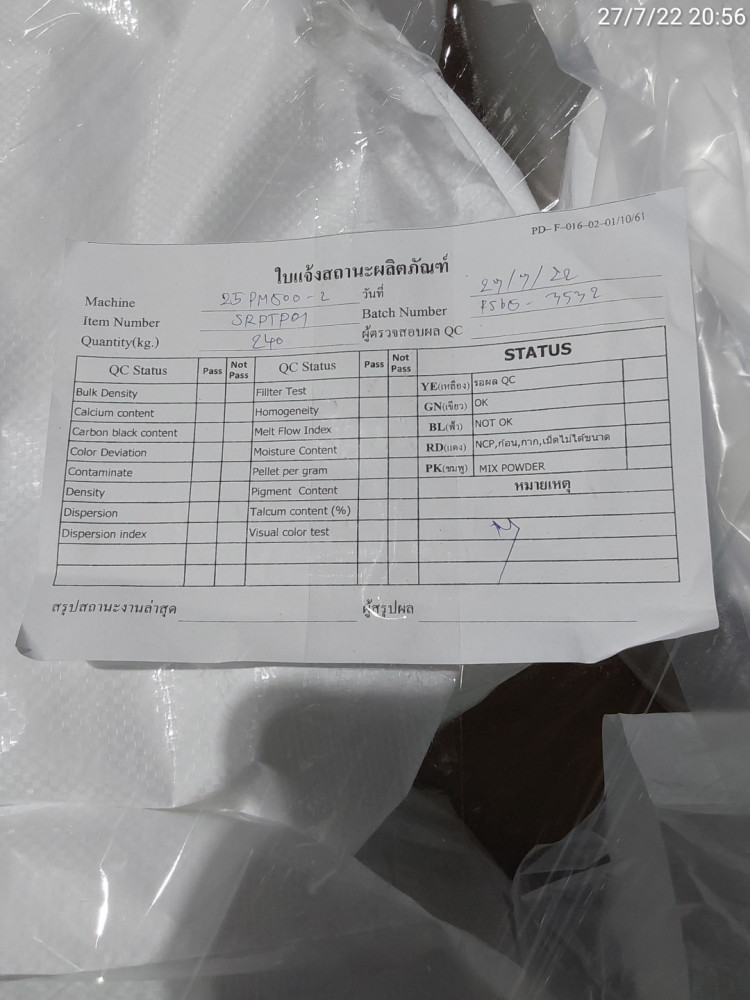 27/7/22 20:56
PD-F-016-02-01/10/61
ใบแจ้งสถานะผลิตภัณฑ์
Machine 25PM500-2 วันที่ 27/7/22
Item Number SRPTP01 Batch Number 3532
Quantity(kg.) 240 ผู้ตรวจสอบผล QC
QC Status Pass Not Pass QC Status Pass Not Pass STATUS
Bulk Density Fillter Test YE(เหลือง) รอผล QC
Calcium content Homogeneity GN(เขียว) OK
Carbon black content Melt Flow Index BL(ฟ้า) NOT OK
Color Deviation Moisture Content RD(แดง) NCP,ก้อน,กาก,เม็ดไม่ได้ขนาด
Contaminate Pellet per gram PK(ชมพู) MIX POWDER
Density Pigment Content หมายเหตุ
Dispersion Talcum content (%)
Dispersion index Visual color test
สรุปสถานะงานล่าสุด ผู้สรุปผล